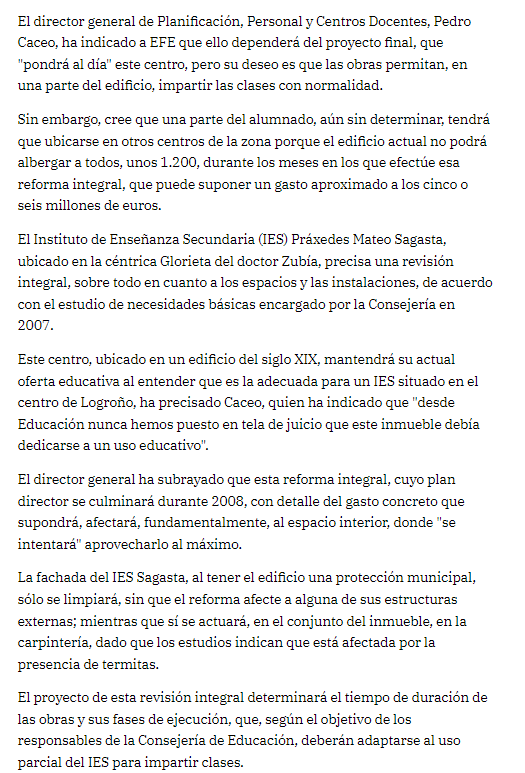 El director general de Planificación, Personal y Centros Docentes, Pedro
Caceo, ha indicado a EFE que ello dependerá del proyecto final, que
"pondrá al día" este centro, pero su deseo es que las obras permitan, en
una parte del edificio, impartir las clases con normalidad.
Sin embargo, cree que una parte del alumnado, aún sin determinar, tendrá
que ubicarse en otros centros de la zona porque el edificio actual no podrá
albergar a todos, unos 1.200, durante los meses en los que efectúe esa
reforma integral, que puede suponer un gasto aproximado a los cinco o
seis millones de euros.
El Instituto de Enseñanza Secundaria (IES) Práxedes Mateo Sagasta,
ubicado en la céntrica Glorieta del doctor Zubía, precisa una revisión
integral, sobre todo en cuanto a los espacios y las instalaciones, de acuerdo
con el estudio de necesidades básicas encargado por la Consejería en
2007.
Este centro, ubicado en un edificio del siglo XIX, mantendrá su actual
oferta educativa al entender que es la adecuada para un IES situado en el
centro de Logroño, ha precisado Caceo, quien ha indicado que "desde
Educación nunca hemos puesto en tela de juicio que este inmueble debía
dedicarse a un uso educativo".
El director general ha subrayado que esta reforma integral, cuyo plan
director se culminará durante 2008, con detalle del gasto concreto que
supondrá, afectará, fundamentalmente, al espacio interior, donde "se
intentará" aprovecharlo al máximo.
La fachada del IES Sagasta, al tener el edificio una protección municipal,
sólo se limpiará, sin que el reforma afecte a alguna de sus estructuras
externas; mientras que sí se actuará, en el conjunto del inmueble, en la
carpintería, dado que los estudios indican que está afectada por la
presencia de termitas.
El proyecto de esta revisión integral determinará el tiempo de duración de
las obras y sus fases de ejecución, que, según el objetivo de los
responsables de la Consejería de Educación, deberán adaptarse al uso
parcial del IES para impartir clases.